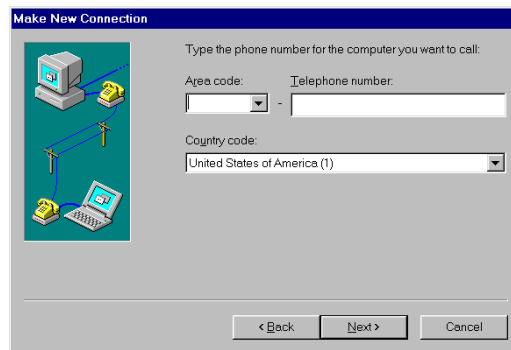 Make New Connection
Type the phone number for the computer you want to call:
Area code: Telephone number:
-
Country code:
United States of America (1)
< Back Next > Cancel